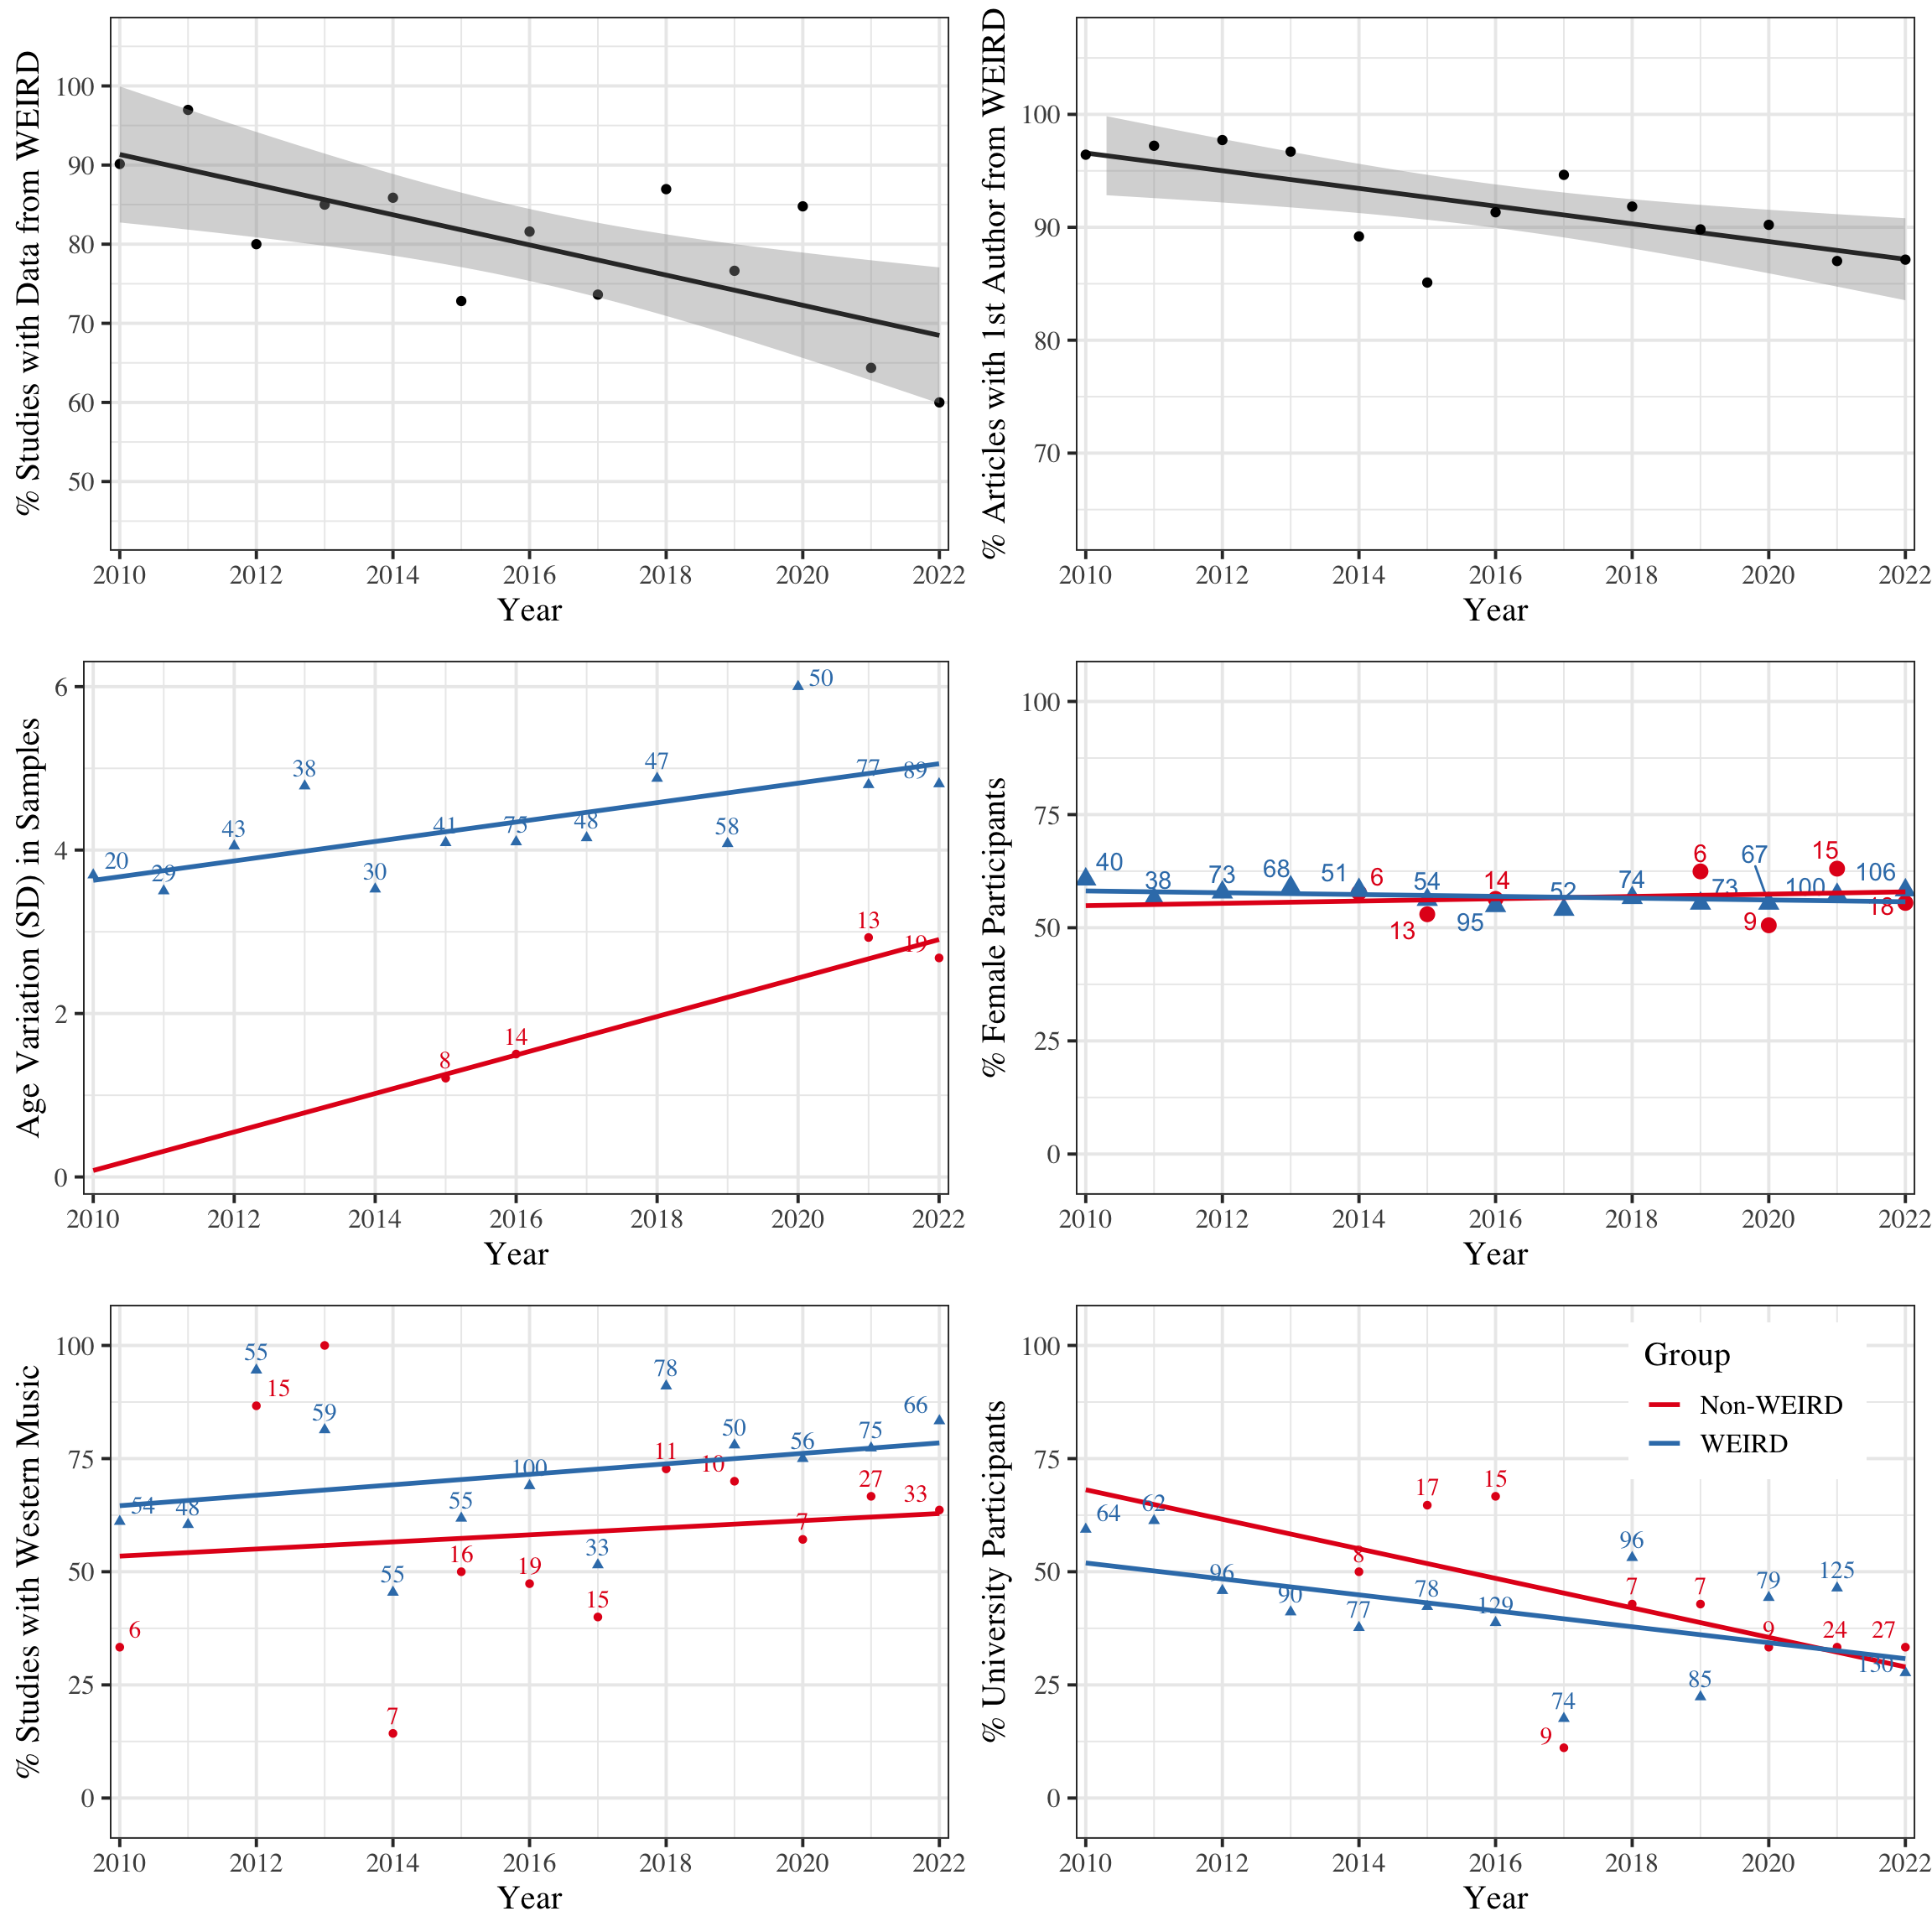 % Studies with Data from WEIRD
100
90
80
70
60
50
2010 2012 2014 2016 2018 2020 2022
Year
% Articles with 1st Author from WEIRD
100
90
80
70
2010 2012 2014 2016 2018 2020 2022
Year
Age Variation (SD) in Samples
6
4
2
0
20 29 43 38 30 41 75 48 47 58 50 77 89
8 14 13 19
2010 2012 2014 2016 2018 2020 2022
Year
% Female Participants
100
75
50
25
0
40 38 73 68 51 54 95 52 74 73 67 100 106
6 13 14 6 9 15 18
2010 2012 2014 2016 2018 2020 2022
Year
% Studies with Western Music
100
75
50
25
0
54 48 55 59 55 55 100 33 78 50 56 75 66
6 15 7 16 19 15 11 10 7 27 33
2010 2012 2014 2016 2018 2020 2022
Year
% University Participants
100
75
50
25
0
Group
Non-WEIRD
WEIRD
64 62 96 90 77 78 129 74 96 85 79 125 130
8 17 15 9 7 7 9 24 27
2010 2012 2014 2016 2018 2020 2022
Year